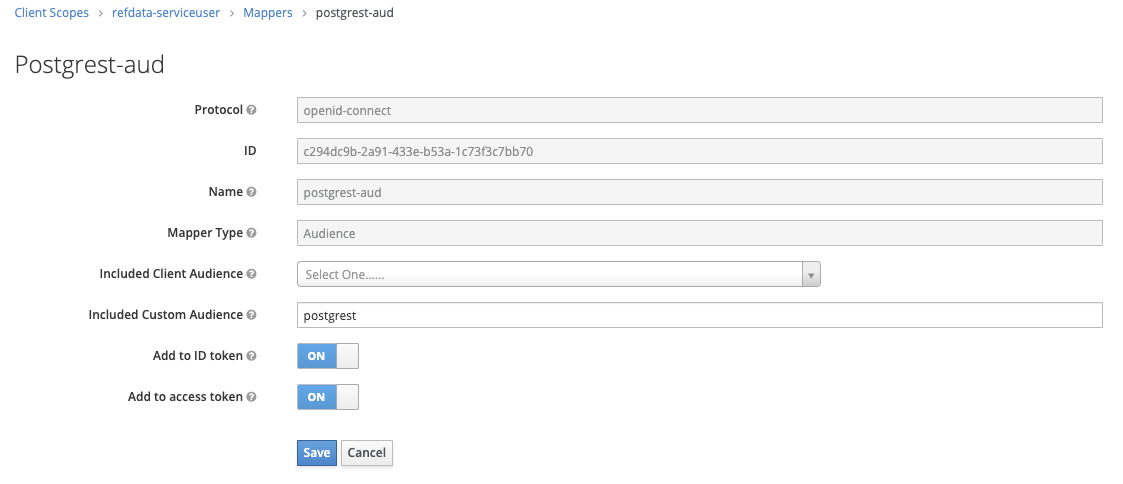 Client Scopes > refdata-serviceuser > Mappers > postgrest-aud
Postgrest-aud
Protocol ? openid-connect
ID c294dc9b-2a91-433e-b53a-1c73f3c7bb70
Name ? postgrest-aud
Mapper Type ? Audience
Included Client Audience ? Select One......
Included Custom Audience ? postgrest
Add to ID token ? ON
Add to access token ? ON
Save Cancel